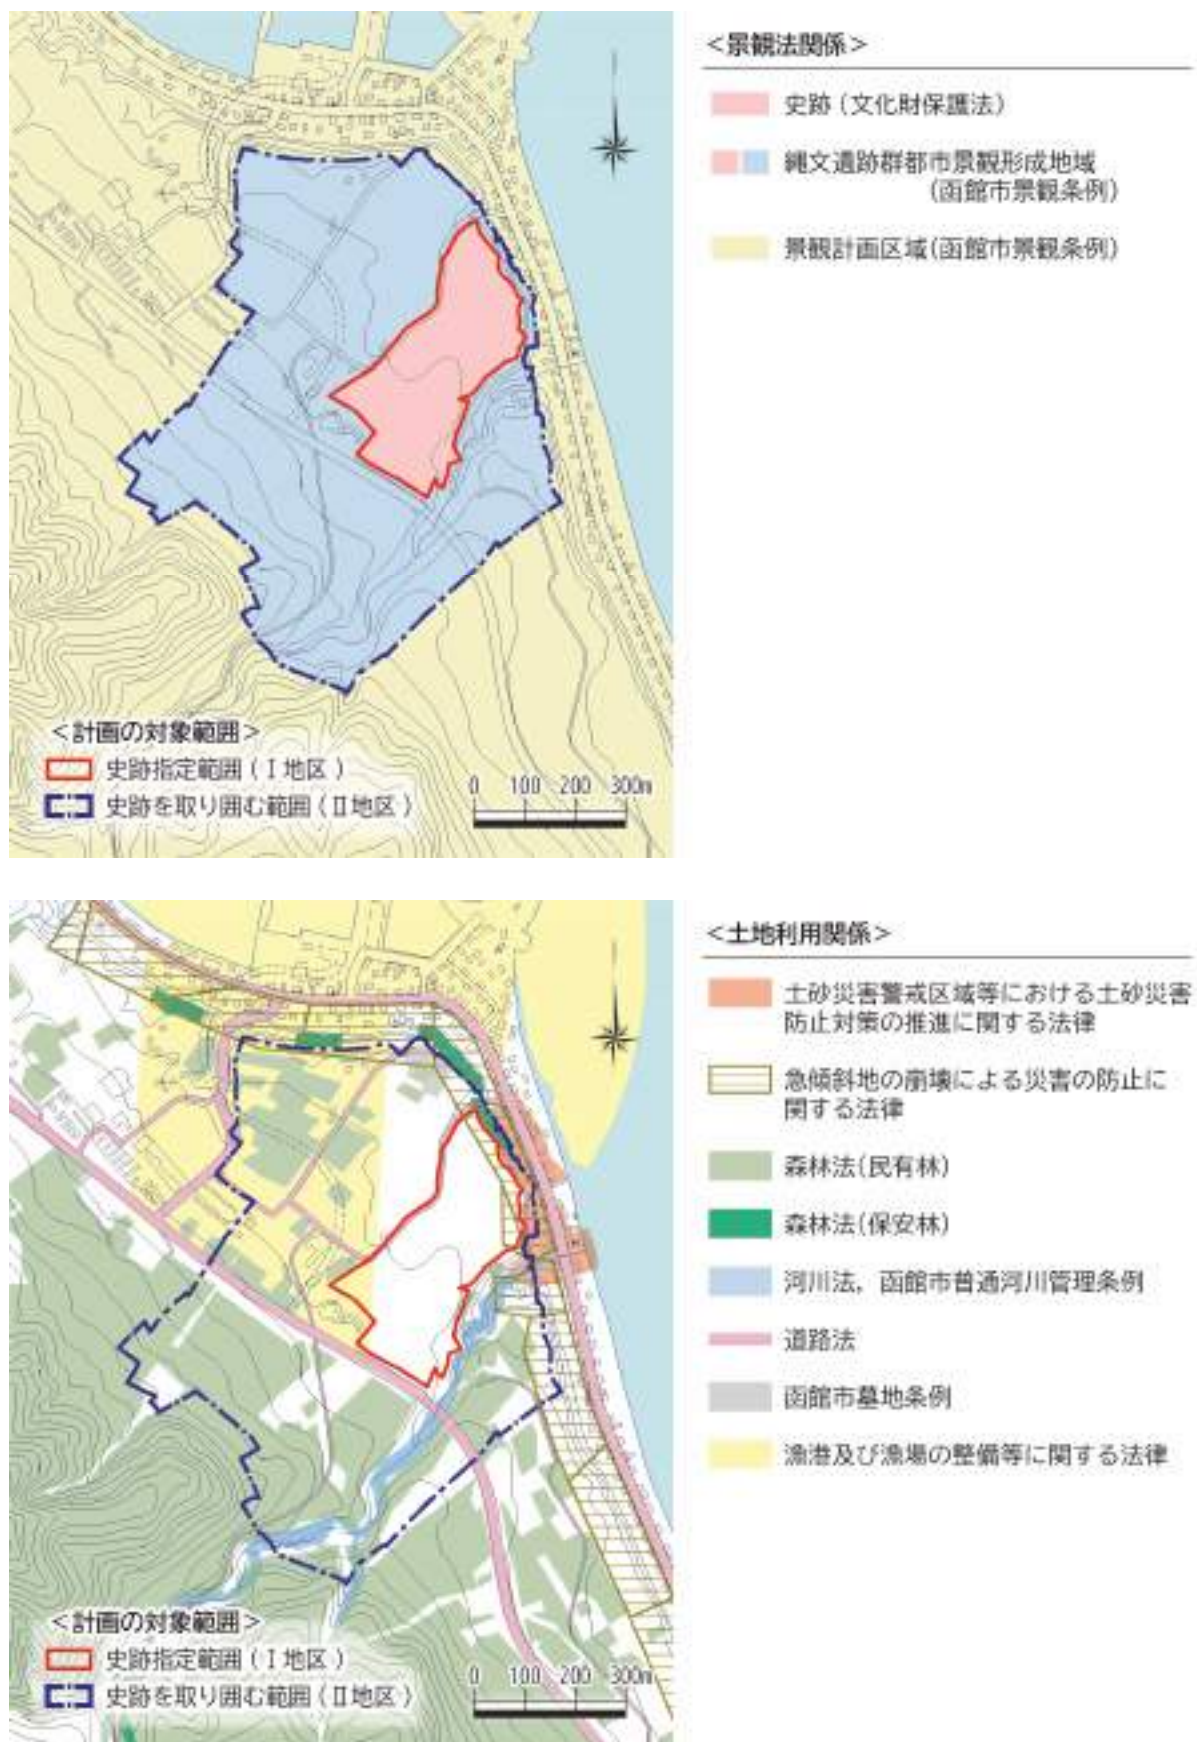 <景観法関係>
史跡(文化財保護法)
縄文遺跡群都市景観形成地域
(函館市景観条例)
景観計画区域(函館市景観条例)
<計画の対象範囲>
史跡指定範囲(Ⅰ地区)
史跡を取り囲む範囲(Ⅱ地区)
0 100 200 300m
<土地利用関係>
土砂災害警戒区域等における土砂災害
防止対策の推進に関する法律
急傾斜地の崩壊による災害の防止に
関する法律
森林法(民有林)
森林法(保安林)
河川法,函館市普通河川管理条例
道路法
函館市墓地条例
漁港及び漁場の整備等に関する法律
<計画の対象範囲>
史跡指定範囲(Ⅰ地区)
史跡を取り囲む範囲(Ⅱ地区)
0 100 200 300m